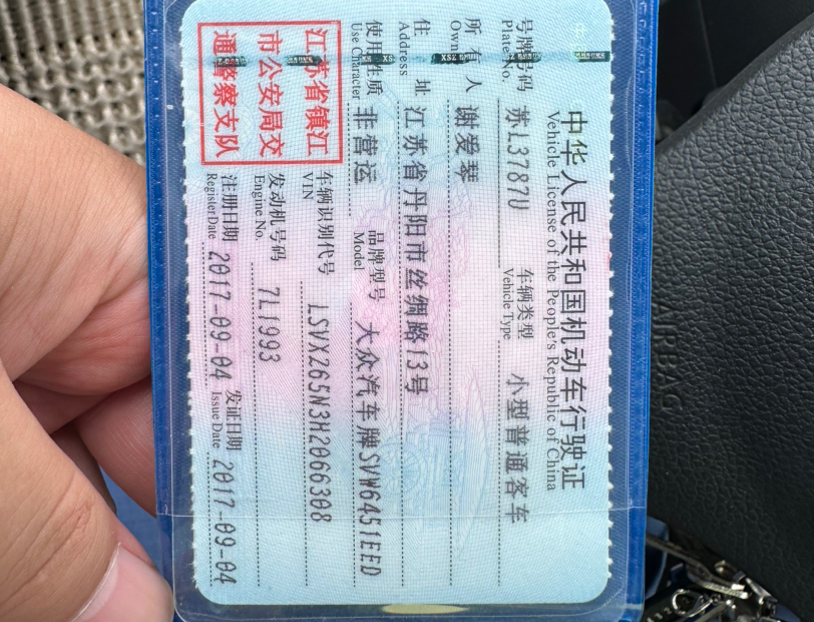 中华人民共和国机动车行驶证
Vehicle License of the People's Republic of China
号牌号码 苏L3787U 车辆类型 小型普通客车
Plate No. Vehicle Type
所有人 谢爱琴
Owner
住址 江苏省丹阳市丝绸路13号
Address
使用性质 非营运 品牌型号 大众汽车牌SVW6451EED
Use Character Model
江苏省镇江
市公安局交
通警察支队
车辆识别代号 LSVX265N3H2066308
VIN
发动机号码 7L1993
Engine No.
注册日期 2017-09-04 发证日期 2017-09-04
Register Date Issue Date
AIRBAG